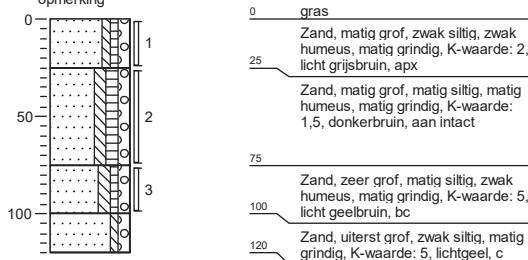 opmerking
0
1
50
2
3
100
0
gras
Zand, matig grof, zwak siltig, zwak
humeus, matig grindig, K-waarde: 2,
25
licht grijsbruin, apx
Zand, matig grof, matig siltig, matig
humeus, matig grindig, K-waarde:
1,5, donkerbruin, aan intact
75
Zand, zeer grof, matig siltig, zwak
humeus, matig grindig, K-waarde: 5,
100
licht geelbruin, bc
Zand, uiterst grof, zwak siltig, matig
120
grindig, K-waarde: 5, lichtgeel, c